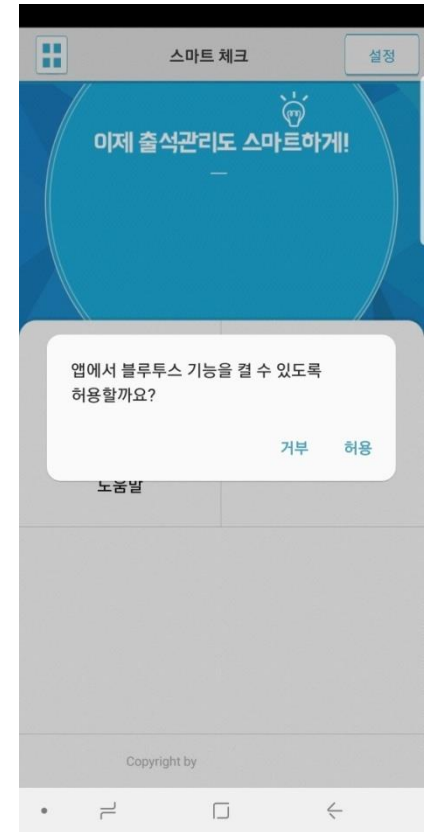 스마트 체크
설정
이제 출석관리도 스마트하게!
앱에서 블루투스 기능을 켤 수 있도록
허용할까요?
거부
허용
도움말
Copyright by